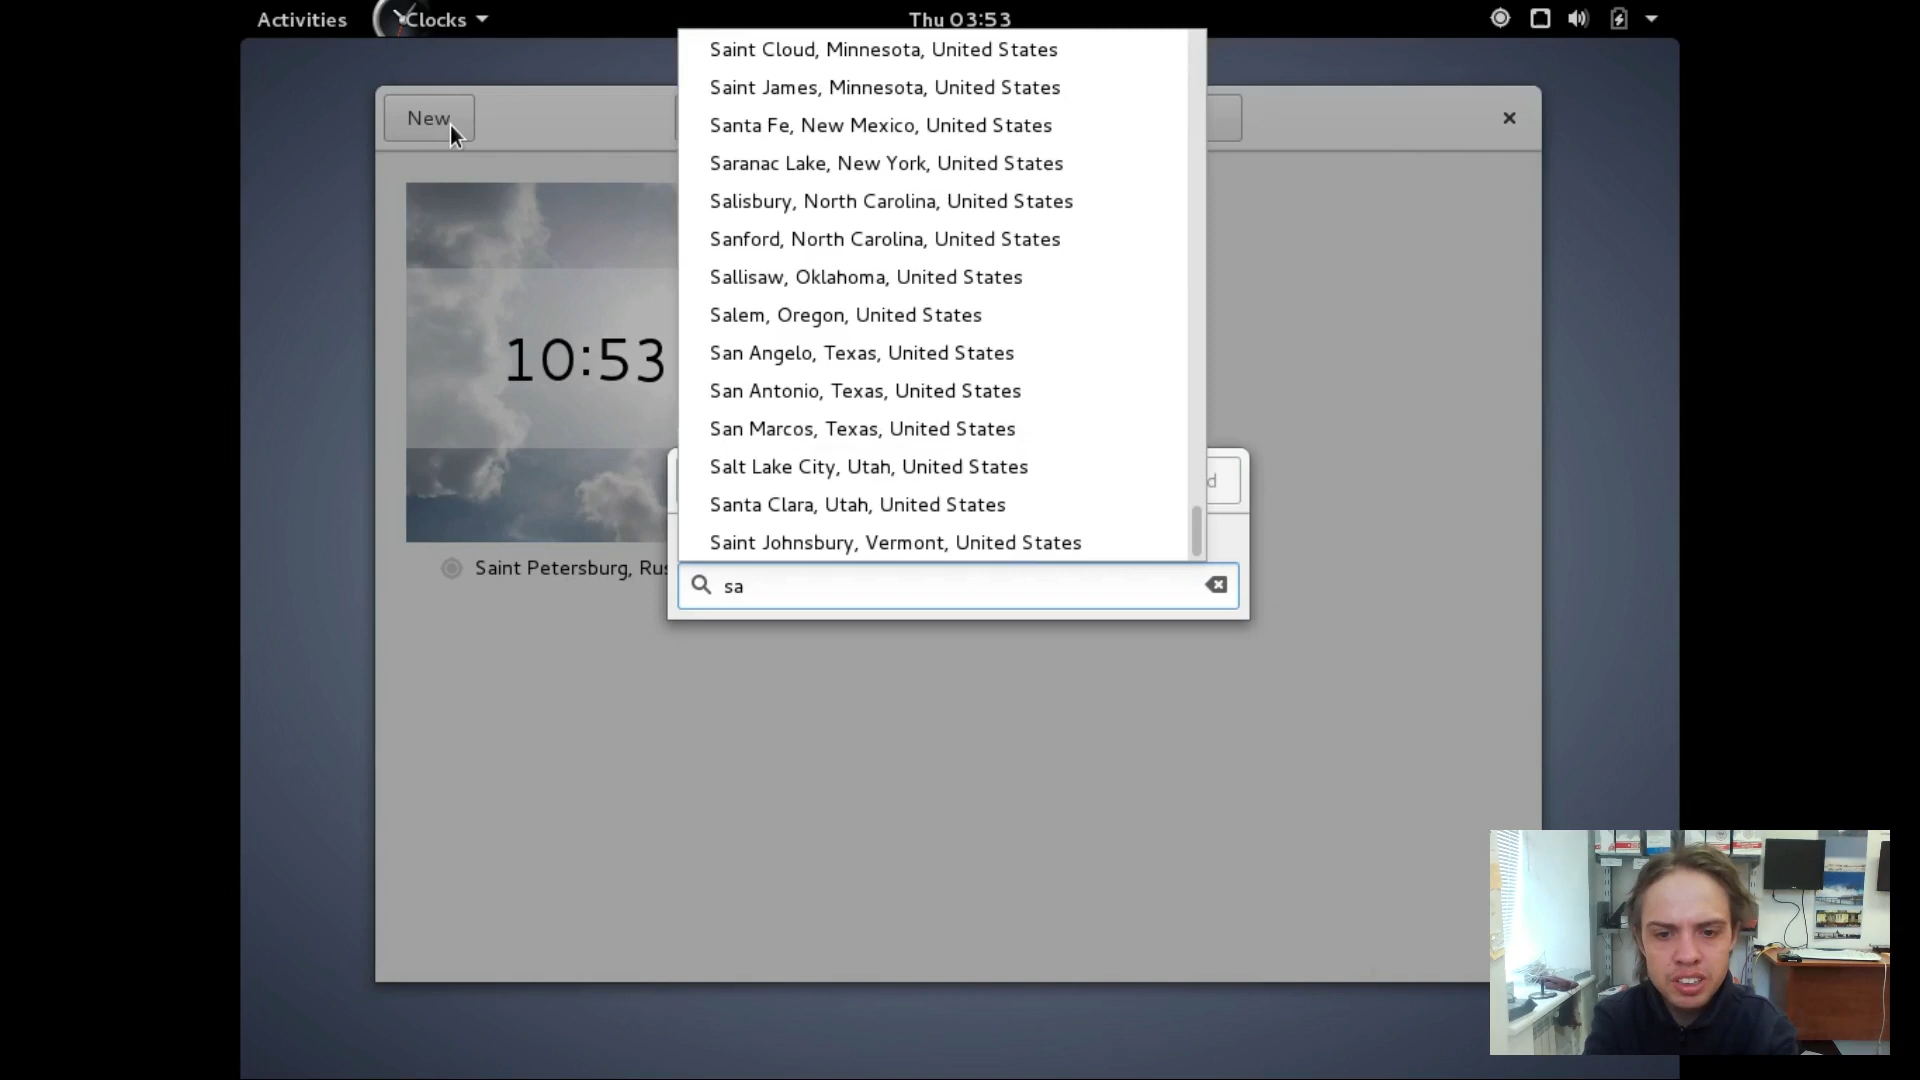 Activities
Clocks
Thu 03:53
New
Saint Cloud, Minnesota, United States
Saint James, Minnesota, United States
Santa Fe, New Mexico, United States
Saranac Lake, New York, United States
Salisbury, North Carolina, United States
Sanford, North Carolina, United States
Sallisaw, Oklahoma, United States
Salem, Oregon, United States
San Angelo, Texas, United States
San Antonio, Texas, United States
San Marcos, Texas, United States
Salt Lake City, Utah, United States
Santa Clara, Utah, United States
Saint Johnsbury, Vermont, United States
10:53
d
Saint Petersburg, Rus
sa